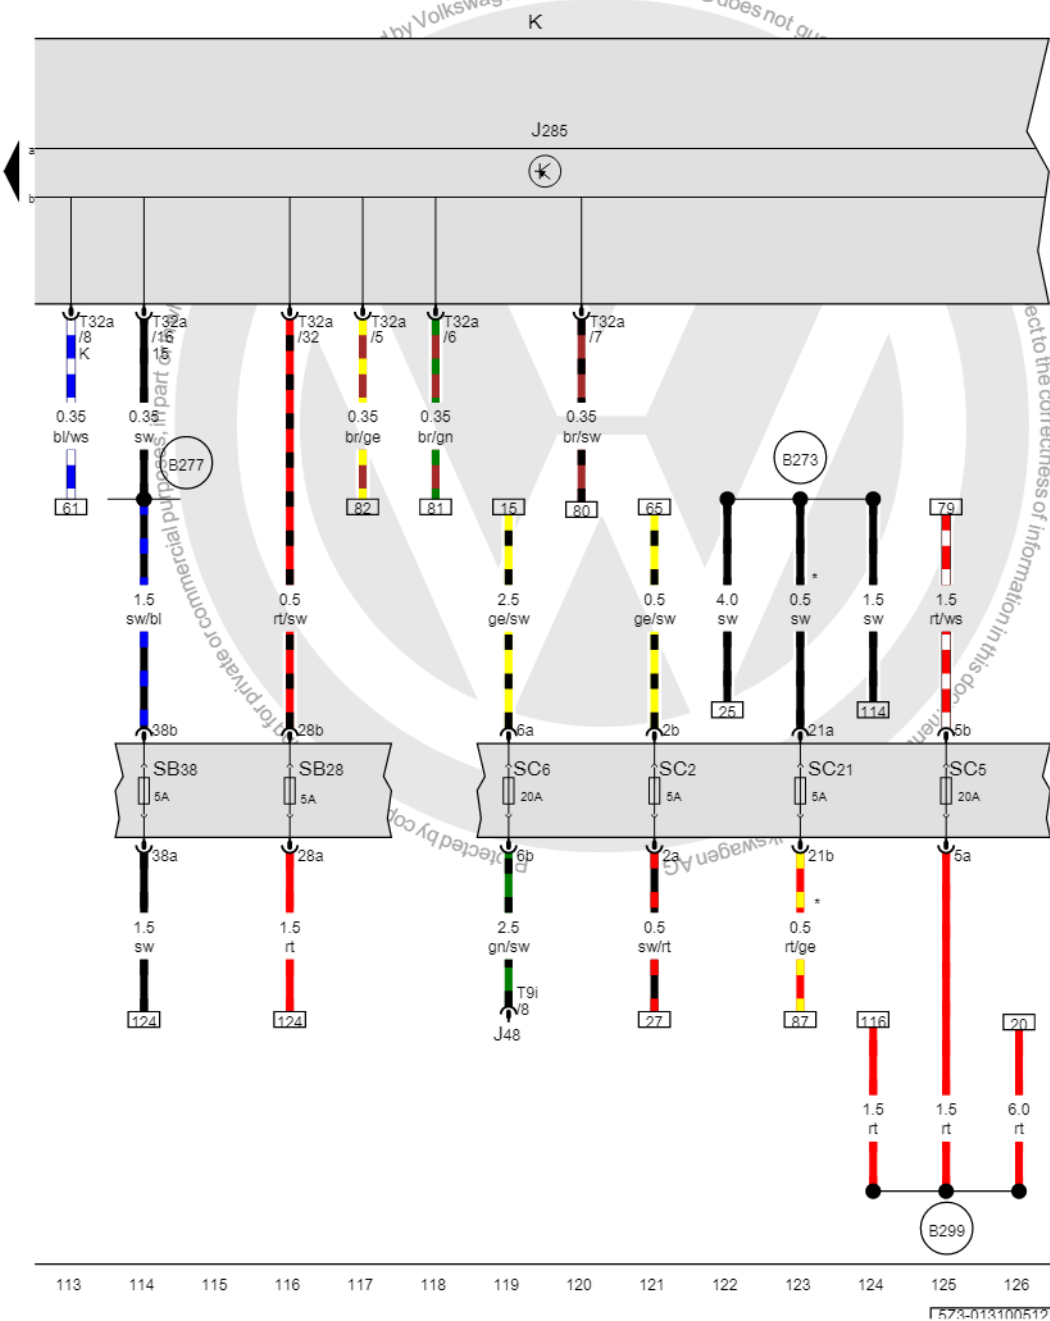 K
J285
a
b
T32a T32a T32a T32a T32a T32a
/8 /16 /32 /5 /6 /7
K 15
0.35 0.35 0.35 0.35 0.35
bl/ws sw br/ge br/gn br/sw
B277 B273
61 82 81 15 80 65 79
*
1.5 0.5 2.5 0.5 4.0 0.5 1.5 1.5
sw/bl rt/sw ge/sw ge/sw sw sw sw rt/ws
25 114
38b 28b 6a 2b 21a 5b
SB38 SB28 SC6 SC2 SC21 SC5
5A 5A 20A 5A 5A 20A
38a 28a 6b 2a 21b 5a
*
1.5 1.5 2.5 0.5 0.5
sw rt gn/sw sw/rt rt/ge
T9i
/8
124 124 27 87 116 20
J48
1.5 1.5 6.0
rt rt rt
B299
113 114 115 116 117 118 119 120 121 122 123 124 125 126
573-013100512